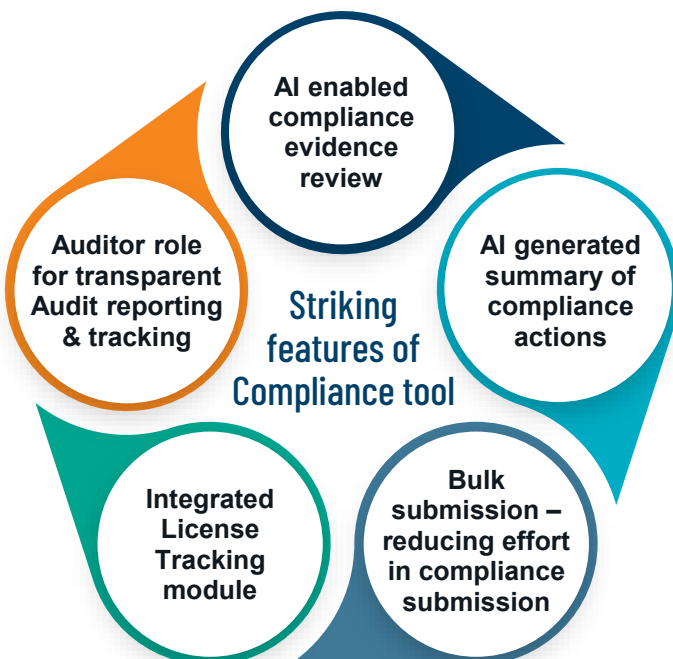 AI enabled
compliance
evidence
review
AI generated
summary of
compliance
actions
Bulk
submission –
reducing effort
in compliance
submission
Integrated
License
Tracking
module
Auditor role
for transparent
Audit reporting
& tracking
Striking
features of
Compliance tool